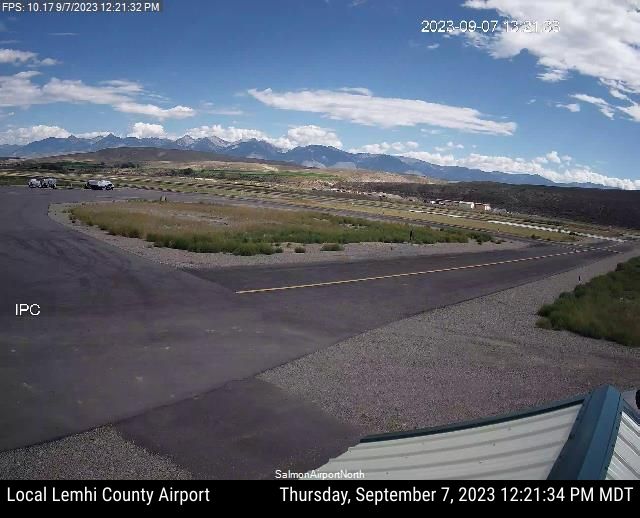 FPS: 10.17 9/7/2023 12:21:32 PM
2023-09-07 13:21:33
IPC
SalmonAirportNorth
Local Lemhi County Airport Thursday, September 7, 2023 12:21:34 PM MDT